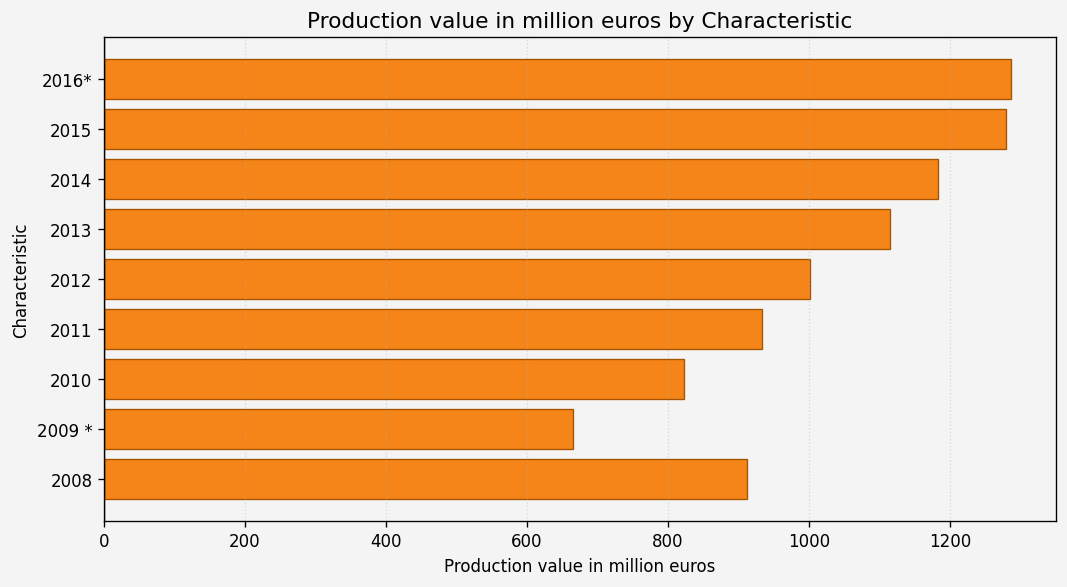 Production value in million euros by Characteristic
2016*
2015
2014
2013
2012
2011
2010
2009 *
2008
Characteristic
0 200 400 600 800 1000 1200
Production value in million euros